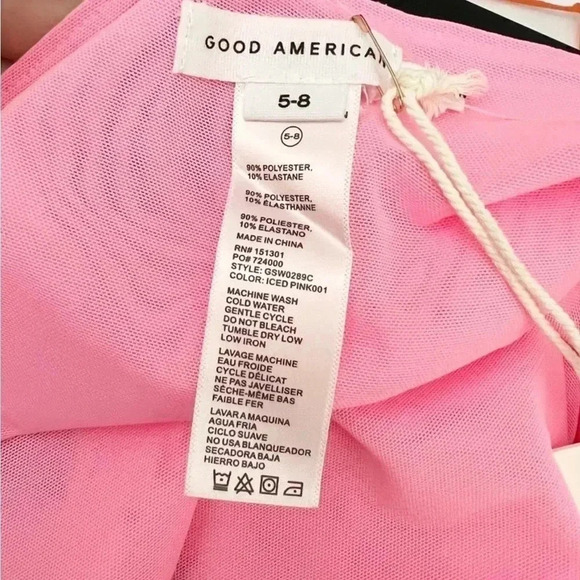 GOOD AMERICAN
5-8
5-8
90% POLYESTER,
10% ELASTANE
90% POLYESTER,
10% ÉLASTHANNE
90% POLIESTER,
10% ELASTANO
MADE IN CHINA
RN# 151301
PO# 724000
STYLE: GSW0289C
COLOR: ICED PINK001
MACHINE WASH
COLD WATER
GENTLE CYCLE
DO NOT BLEACH
TUMBLE DRY LOW
LOW IRON
LAVAGE MACHINE
EAU FROIDE
CYCLE DÉLICAT
NE PAS JAVELLISER
SÈCHE-MÊME BAS
FAIBLE FER
LAVAR A MAQUINA
AGUA FRIA
CICLO SUAVE
NO USA BLANQUEADOR
SECADORA BAJA
HIERRO BAJO